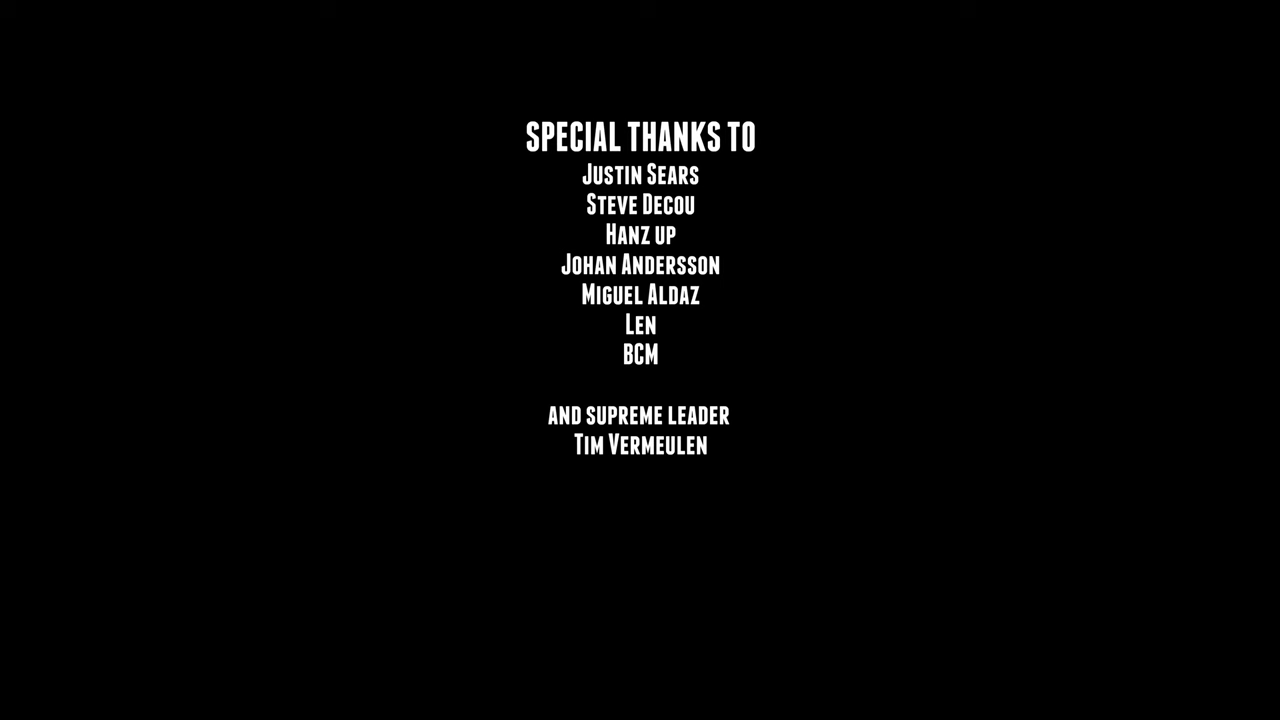 SPECIAL THANKS TO
Justin Sears
Steve Decou
Hanz up
Johan Andersson
Miguel Aldaz
Len
BCM
and supreme leader
Tim Vermeulen